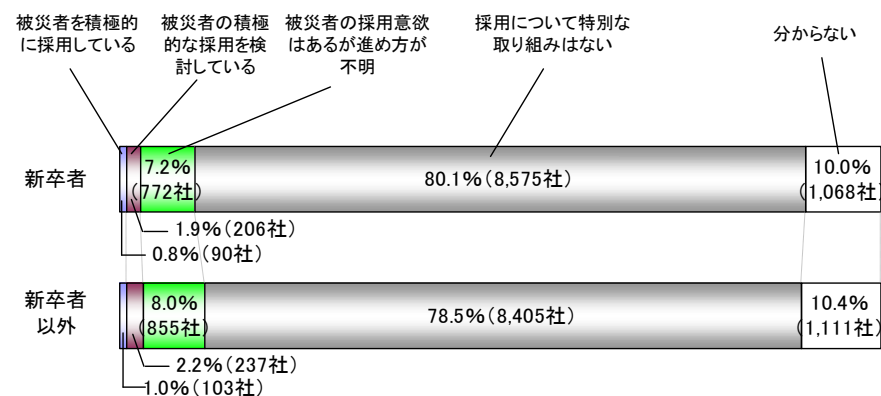 被災者を積極的
に採用している
被災者の積極
的な採用を検
討している
被災者の採用意欲
はあるが進め方が
不明
採用について特別な
取り組みはない
分からない
新卒者
7.2%
(772社)
80.1%(8,575社)
10.0%
(1,068社)
1.9%(206社)
0.8%(90社)
新卒者
以外
8.0%
(855社)
78.5%(8,405社)
10.4%
(1,111社)
2.2%(237社)
1.0%(103社)